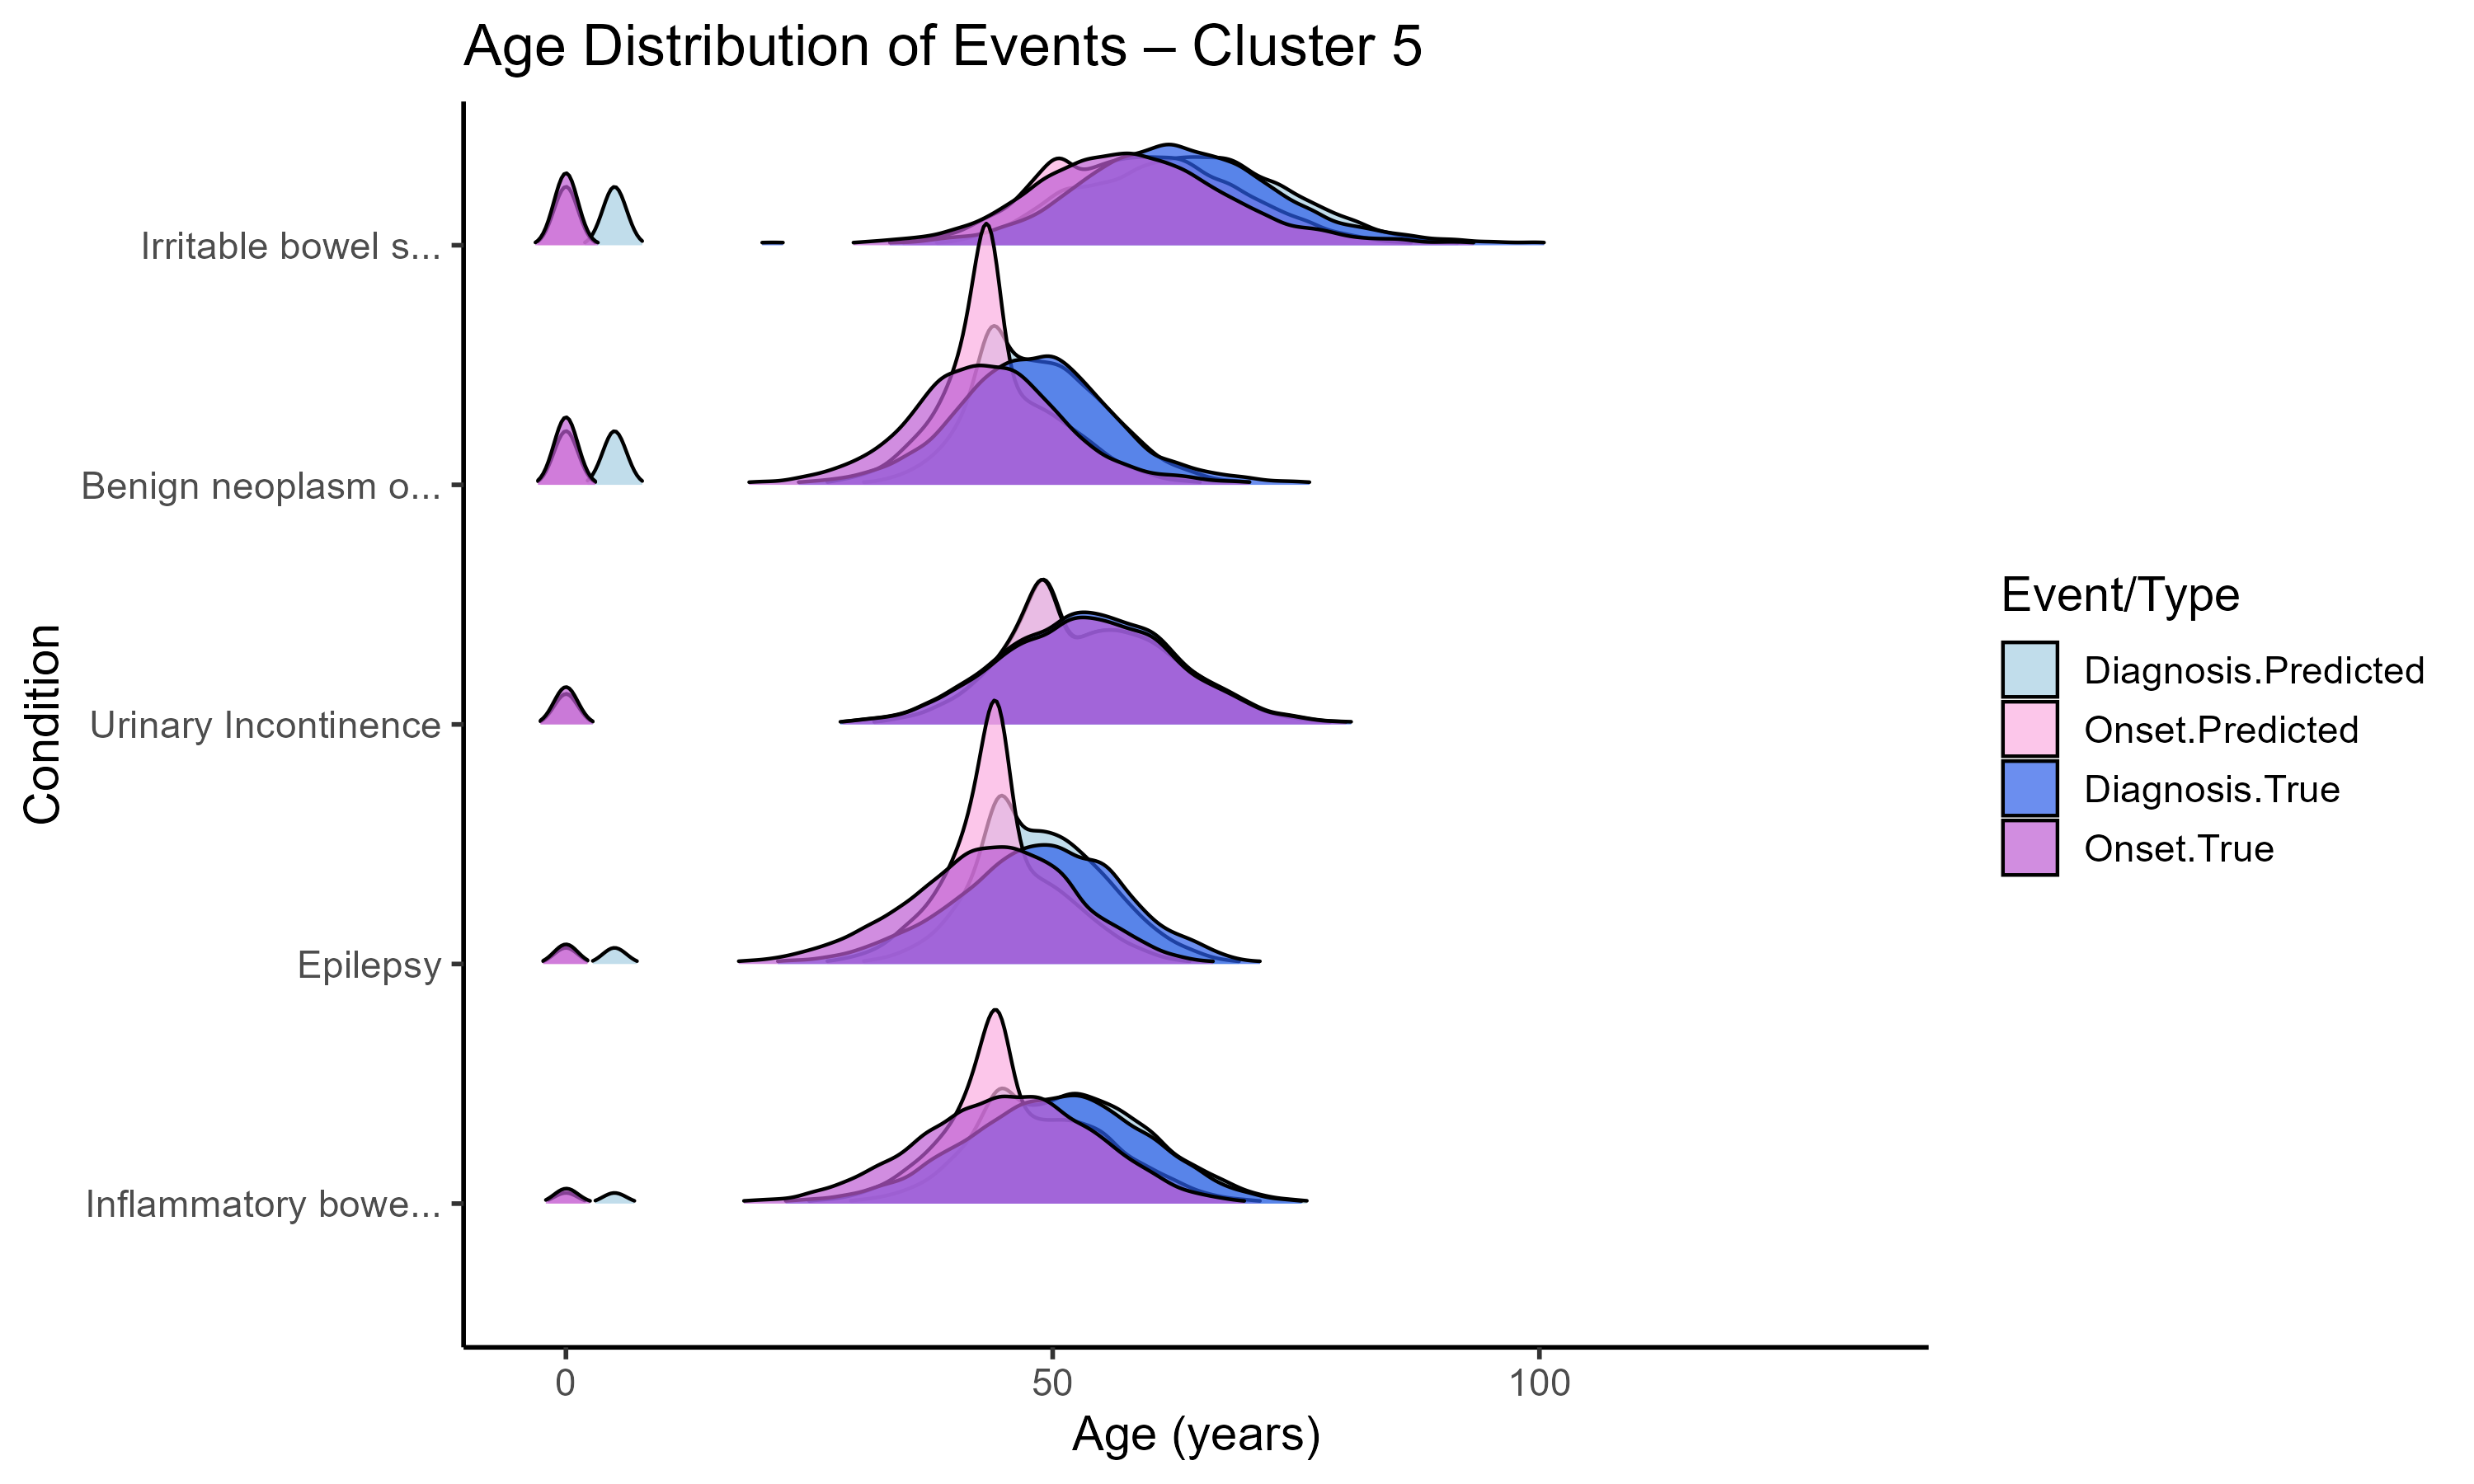 Age Distribution of Events – Cluster 5
Condition
Irritable bowel s...
Benign neoplasm o...
Urinary Incontinence
Epilepsy
Inflammatory bowe...
0
50
100
Age (years)
Event/Type
Diagnosis.Predicted
Onset.Predicted
Diagnosis.True
Onset.True